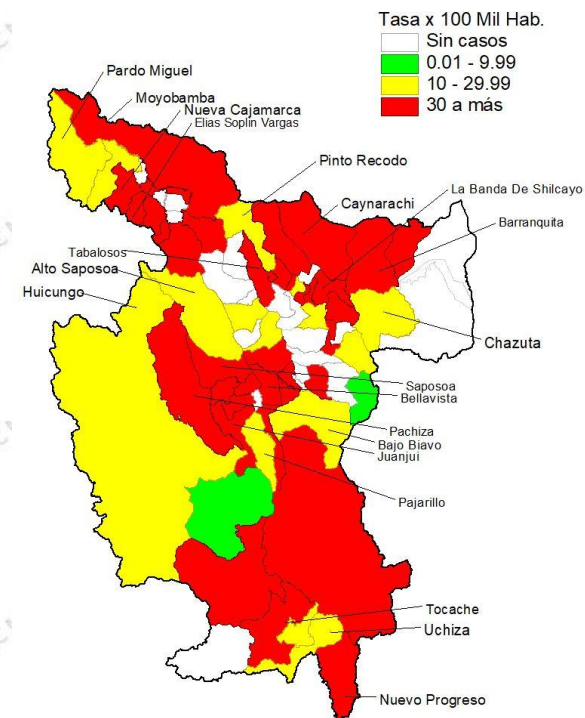 Tasa x 100 Mil Hab.
Sin casos
0.01 - 9.99
10 - 29.99
30 a más
Pardo Miguel
Moyobamba
Nueva Cajamarca
Elias Soplin Vargas
Pinto Recodo
La Banda De Shilcayo
Caynarachi
Barranquita
Tabalosos
Alto Saposoa
Huicungo
Chazuta
Saposoa
Bellavista
Pachiza
Bajo Biavo
Juanjui
Pajarillo
Tocache
Uchiza
Nuevo Progreso